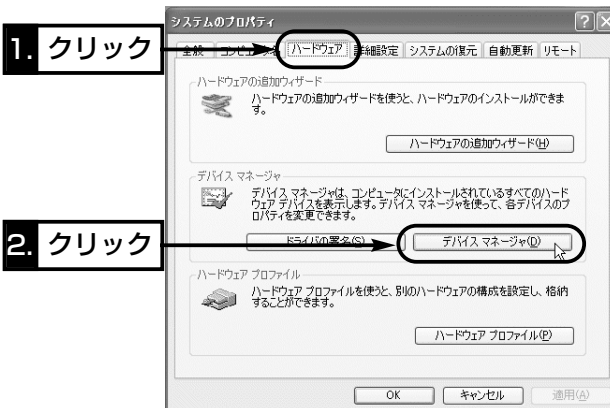 システムのプロパティ
1. クリック
全般 コンピュータ名 ハードウェア 詳細設定 システムの復元 自動更新 リモート
ハードウェアの追加ウィザード
ハードウェアの追加ウィザードを使うと、ハードウェアのインストールができま
す。
ハードウェアの追加ウィザード(H)
デバイス マネージャ
デバイス マネージャは、コンピュータにインストールされているすべてのハード
ウェア デバイスを表示します。デバイス マネージャを使って、各デバイスのプ
ロパティを変更できます。
2. クリック
ドライバの署名(S) デバイス マネージャ(D)
ハードウェア プロファイル
ハードウェア プロファイルを使うと、別のハードウェアの構成を設定し、格納
することができます。
ハードウェア プロファイル(P)
OK キャンセル 適用(A)